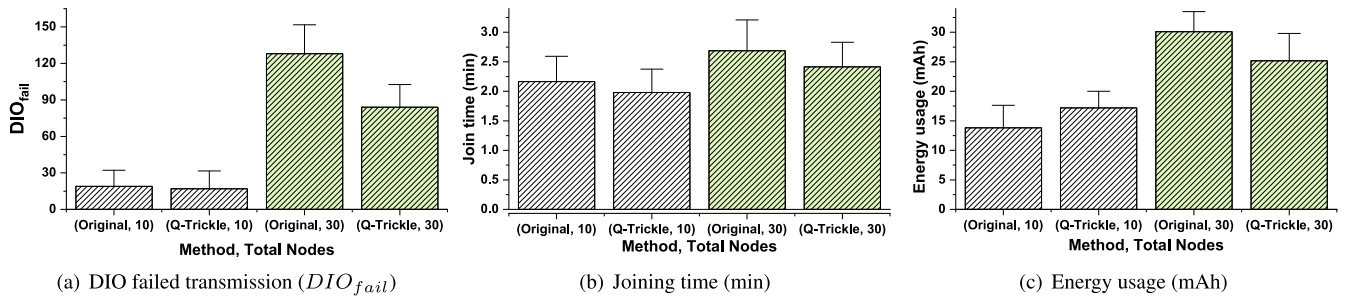 150
120
90
60
30
0
DIOfail
(Original, 10) (Q-Trickle, 10) (Original, 30) (Q-Trickle, 30)
Method, Total Nodes
(a) DIO failed transmission (DIOfail)
3.0
2.5
2.0
1.5
1.0
0.5
0.0
Join time (min)
(Original, 10) (Q-Trickle, 10) (Original, 30) (Q-Trickle, 30)
Method, Total Nodes
(b) Joining time (min)
30
25
20
15
10
5
0
Energy usage (mAh)
(Original, 10) (Q-Trickle, 10) (Original, 30) (Q-Trickle, 30)
Method, Total Nodes
(c) Energy usage (mAh)